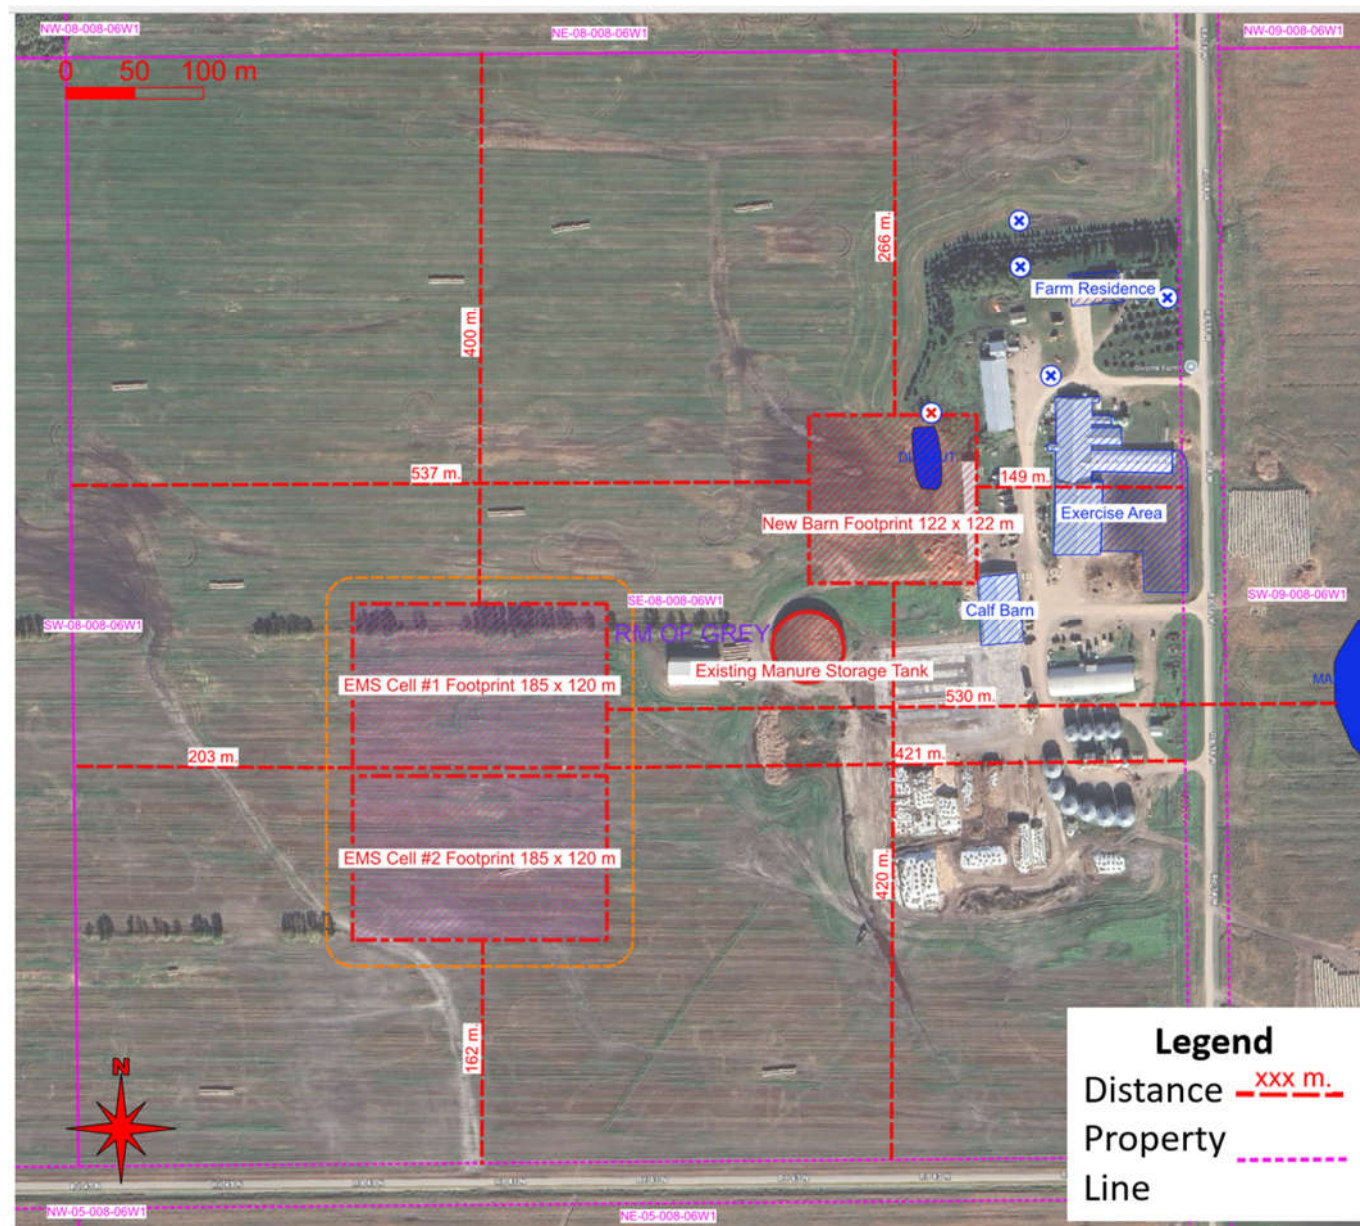 NW-08-008-06W1
NE-08-008-06W1
NW-09-008-06W1
0 50 100 m
266 m.
400 m.
Farm Residence
537 m.
149 m.
New Barn Footprint 122 x 122 m
Exercise Area
SE-08-008-06W1
SW-09-008-06W1
SW-08-008-06W1
Calf Barn
RM OF GREY
Existing Manure Storage Tank
EMS Cell #1 Footprint 185 x 120 m
MA
530 m.
203 m.
421 m.
EMS Cell #2 Footprint 185 x 120 m
420 m.
162 m.
N
Legend
Distance xxx m.
Property
Line
NW-05-008-06W1
NE-05-008-06W1